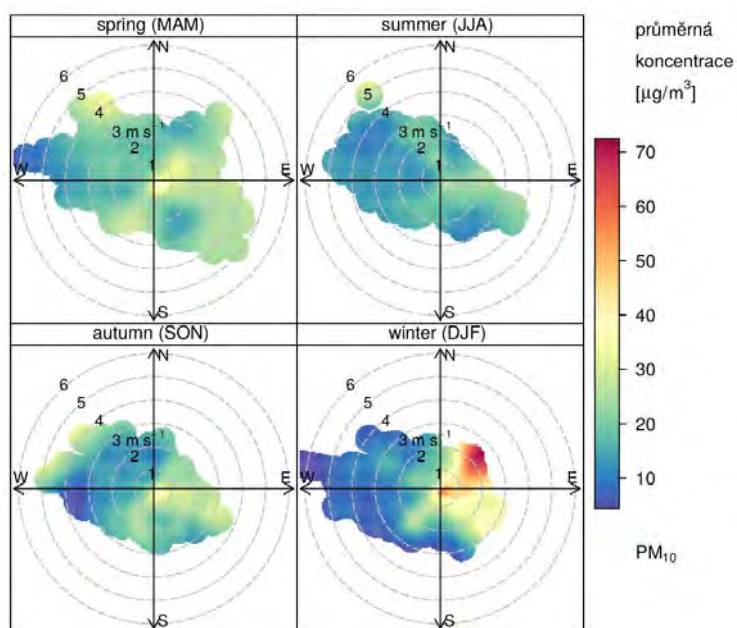 spring (MAM)
N
6
5
4
3 m s⁻¹
2
1
W
E
S
summer (JJA)
N
6
5
4
3 m s⁻¹
2
1
W
E
S
autumn (SON)
N
6
5
4
3 m s⁻¹
2
1
W
E
S
winter (DJF)
N
6
5
4
3 m s⁻¹
2
1
W
E
S
průměrná
koncentrace
[µg/m³]
70
60
50
40
30
20
10
PM₁₀